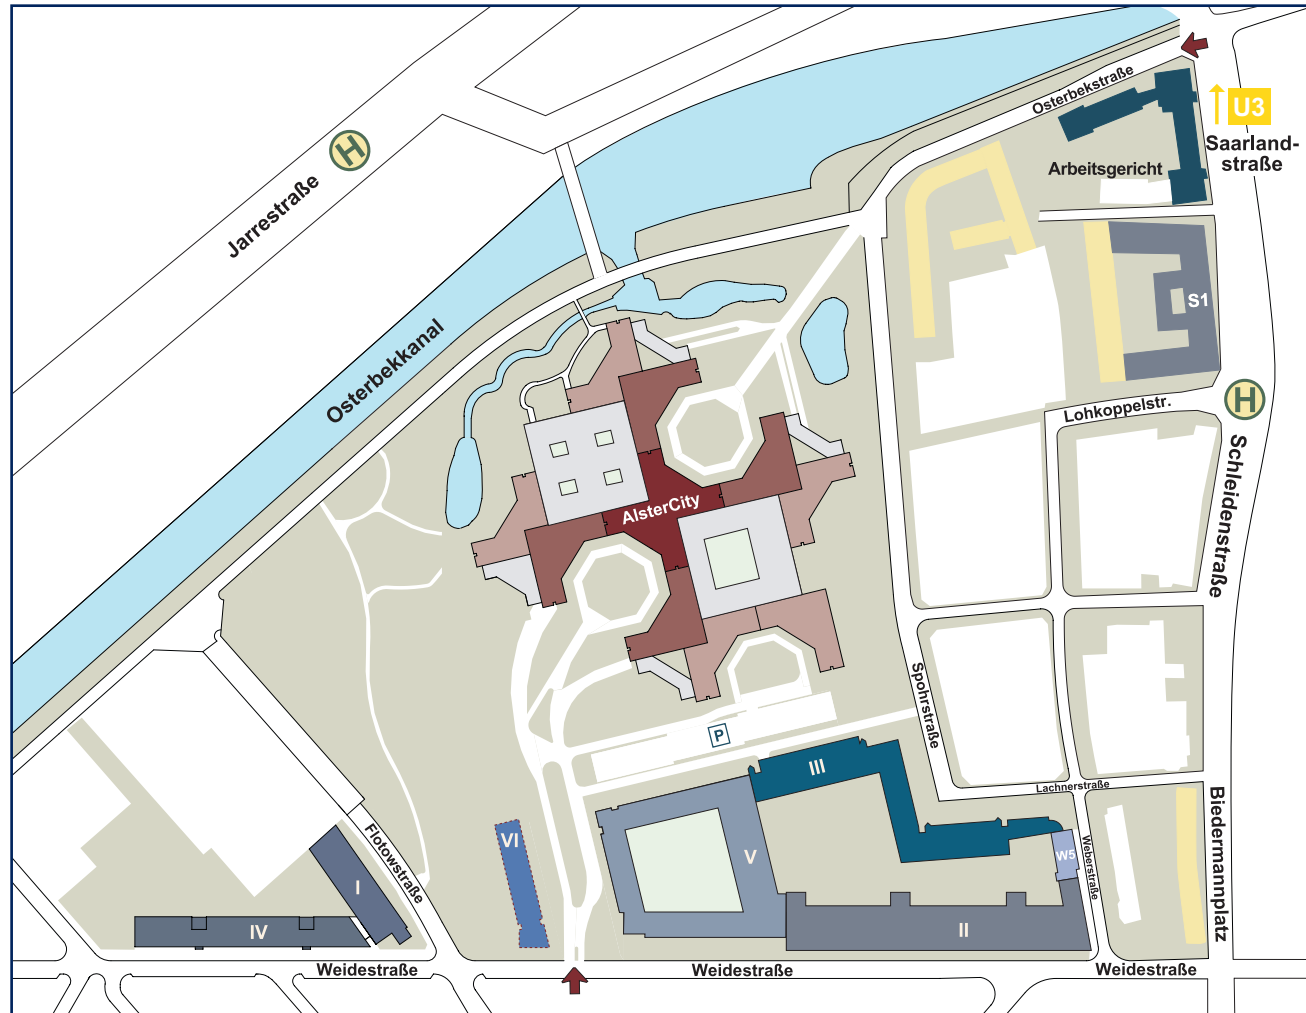 Osterbekstraße
U3
Saarland-
straße
Arbeitsgericht
H
Jarrestraße
S1
Osterbekkanal
H
Lohkoppelstr.
Schleidenstraße
AlsterCity
Spohrstraße
P
III
Lachnerstraße
Biedermannplatz
Flotowstraße
VI
V
W5
Weberstraße
I
IV
II
Weidestraße
Weidestraße
Weidestraße